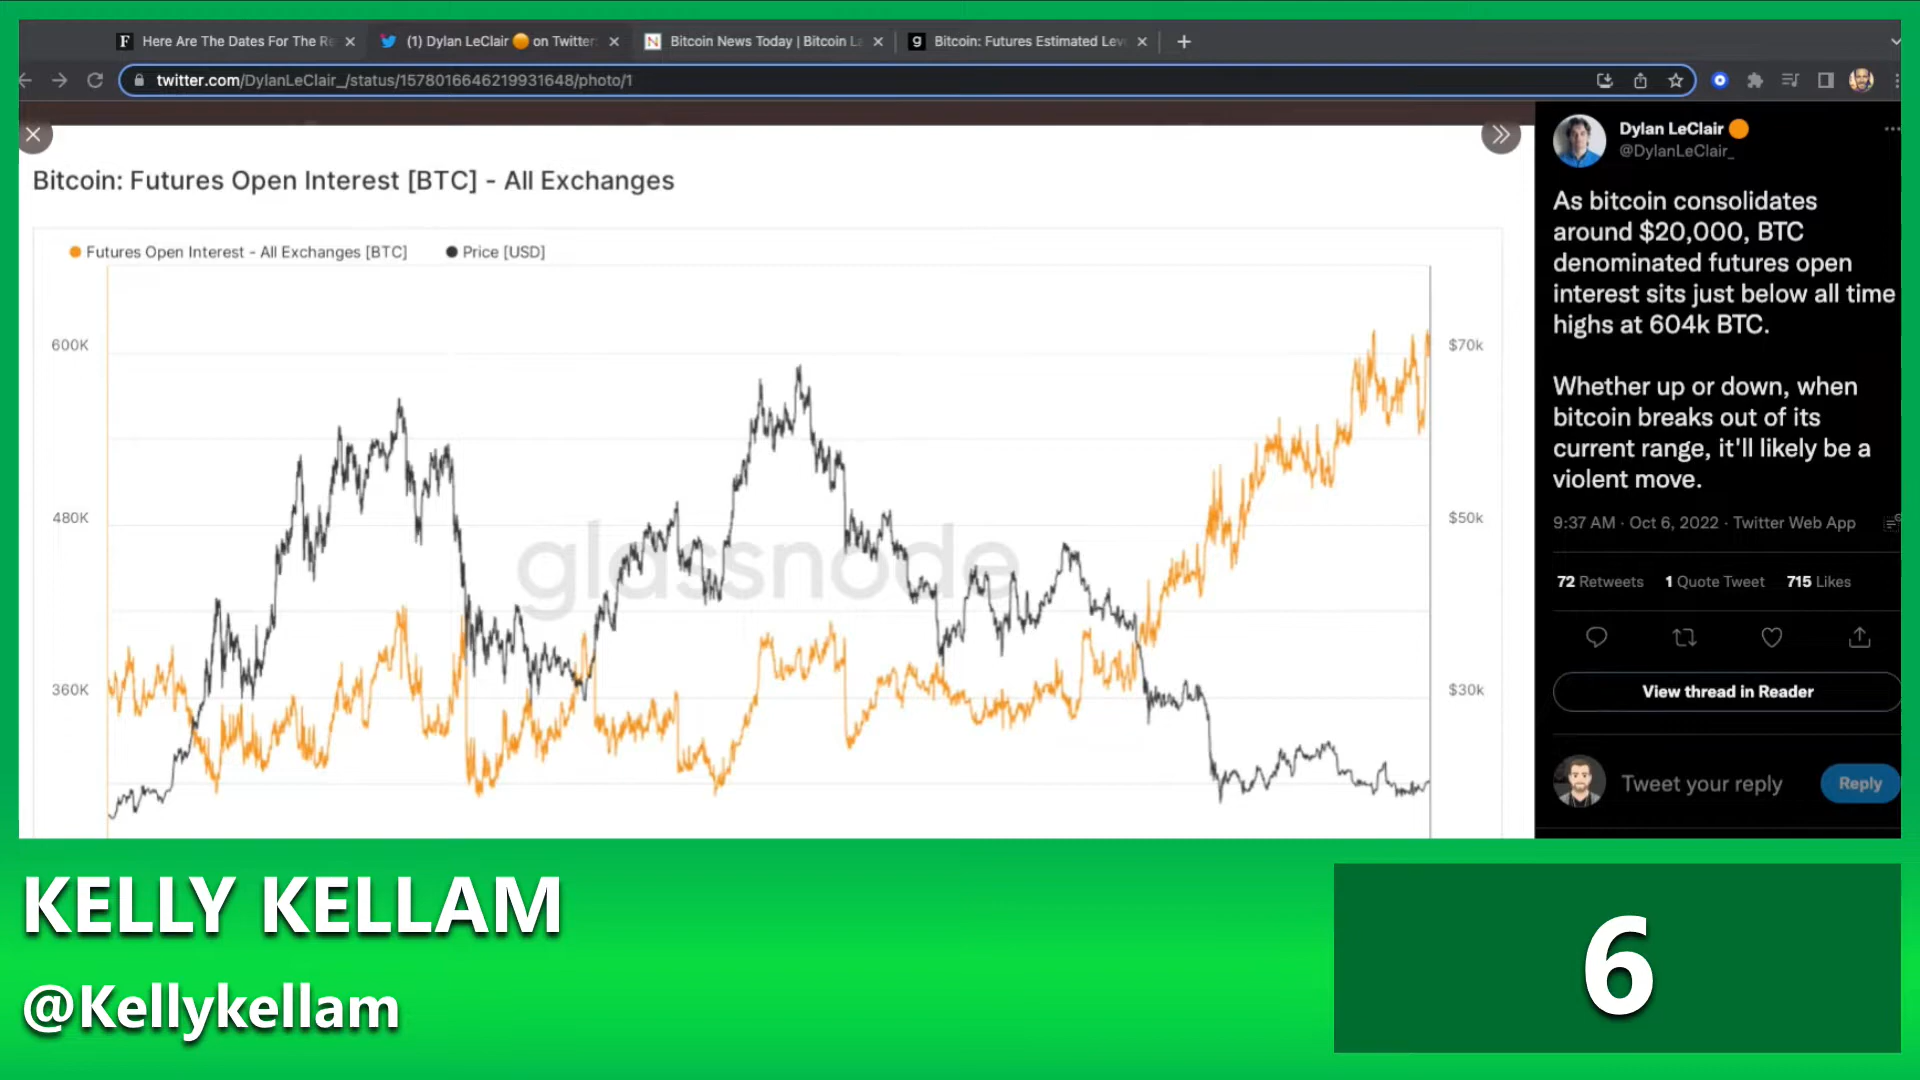 Here Are The Dates For The Re
(1) Dylan LeClair on Twitter:
Bitcoin News Today | Bitcoin La
Bitcoin: Futures Estimated Lev
twitter.com/DylanLeClair_/status/1578016646219931648/photo/1
Bitcoin: Futures Open Interest [BTC] - All Exchanges
Futures Open Interest - All Exchanges [BTC]
Price [USD]
600K
480K
360K
$70k
$50k
$30k
glassnode
Dylan LeClair
@DylanLeClair_
As bitcoin consolidates
around $20,000, BTC
denominated futures open
interest sits just below all time
highs at 604k BTC.
Whether up or down, when
bitcoin breaks out of its
current range, it'll likely be a
violent move.
9:37 AM · Oct 6, 2022 · Twitter Web App
72 Retweets 1 Quote Tweet 715 Likes
View thread in Reader
Tweet your reply
Reply
KELLY KELLAM
@Kellykellam
6